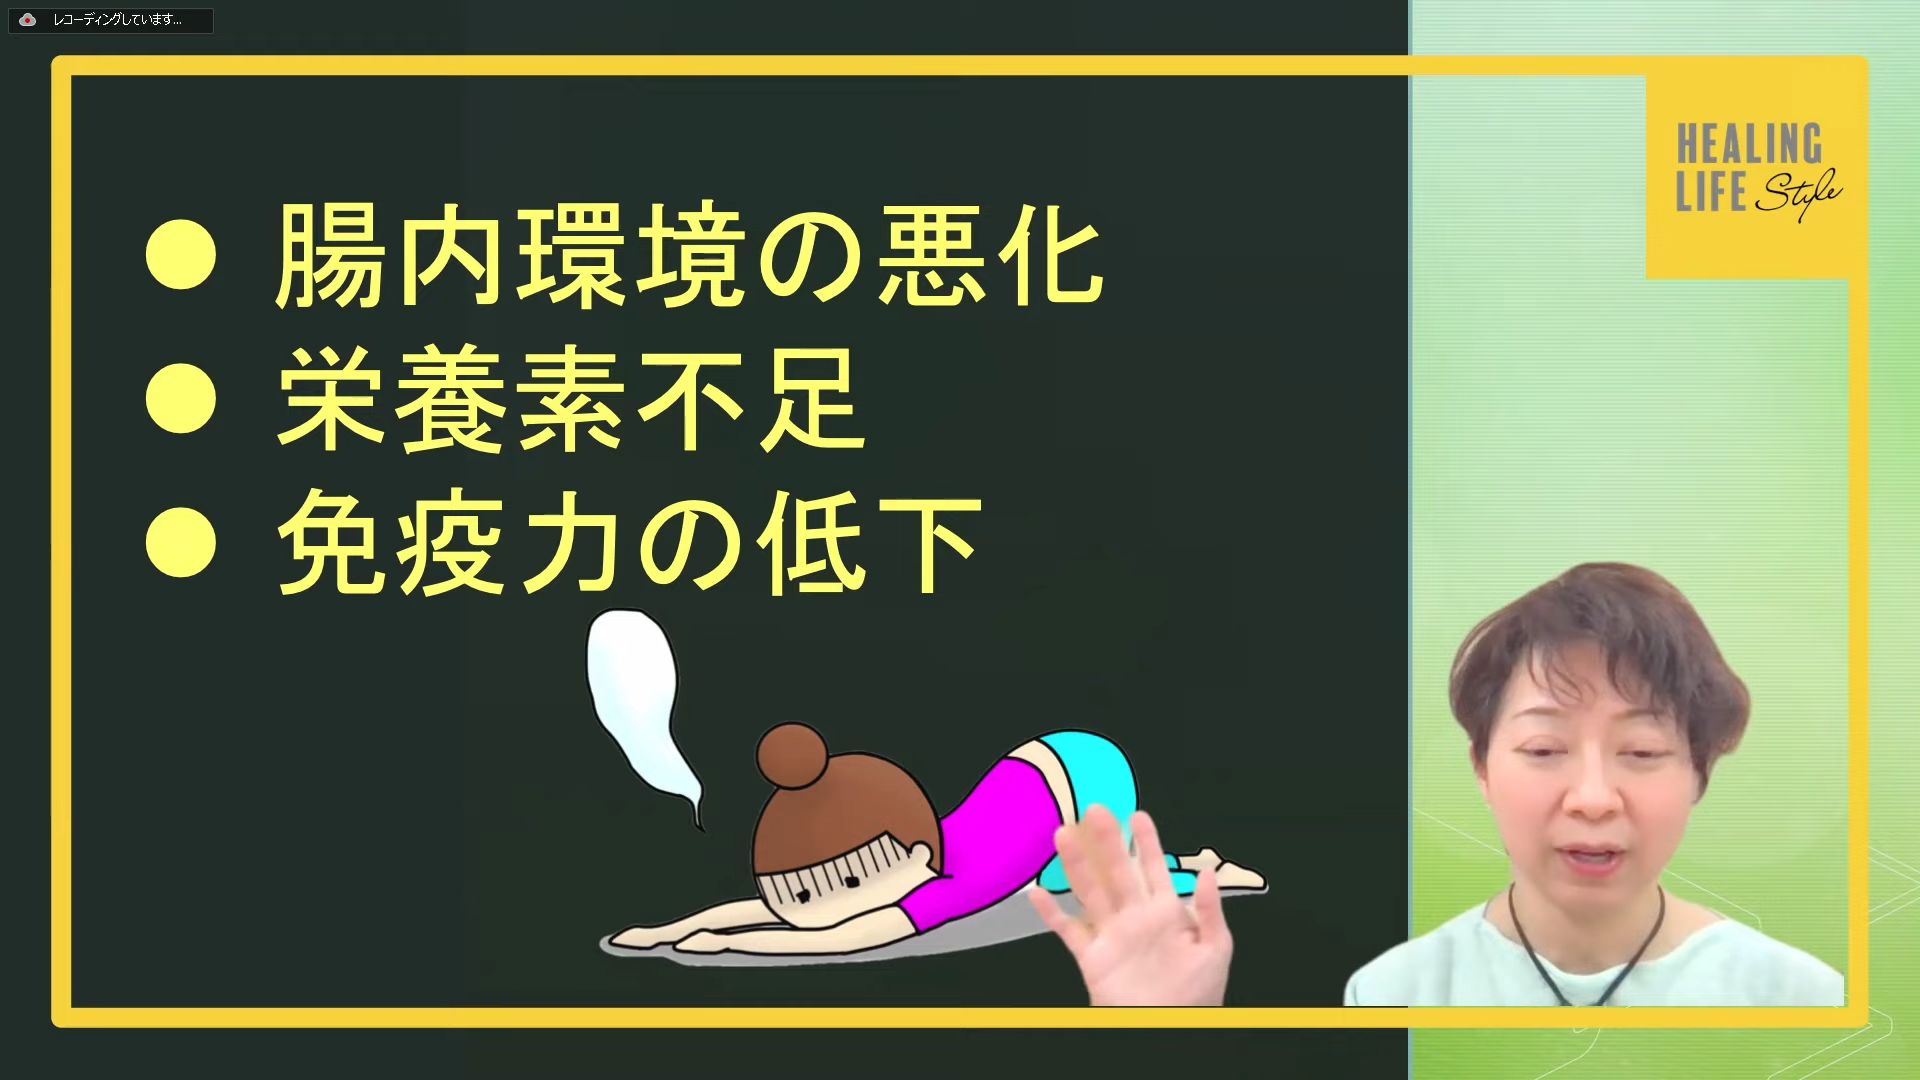 レコーディングしています...
HEALING
LIFE Style
● 腸内環境の悪化
● 栄養素不足
● 免疫力の低下